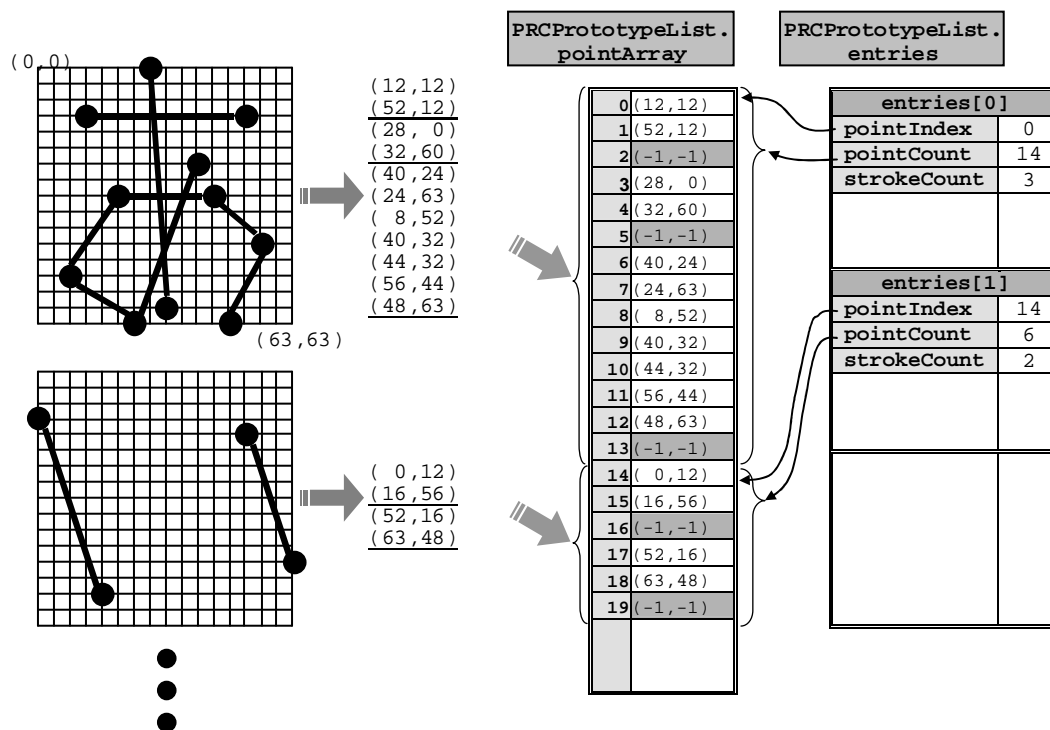 (0,0)
(63,63)
(12,12)
(52,12)
(28, 0)
(32,60)
(40,24)
(24,63)
( 8,52)
(40,32)
(44,32)
(56,44)
(48,63)
( 0,12)
(16,56)
(52,16)
(63,48)
PRCPrototypeList.
pointArray
0 (12,12)
1 (52,12)
2 (-1,-1)
3 (28, 0)
4 (32,60)
5 (-1,-1)
6 (40,24)
7 (24,63)
8 ( 8,52)
9 (40,32)
10 (44,32)
11 (56,44)
12 (48,63)
13 (-1,-1)
14 ( 0,12)
15 (16,56)
16 (-1,-1)
17 (52,16)
18 (63,48)
19 (-1,-1)
PRCPrototypeList.
entries
entries[0]
pointIndex 0
pointCount 14
strokeCount 3
entries[1]
pointIndex 14
pointCount 6
strokeCount 2